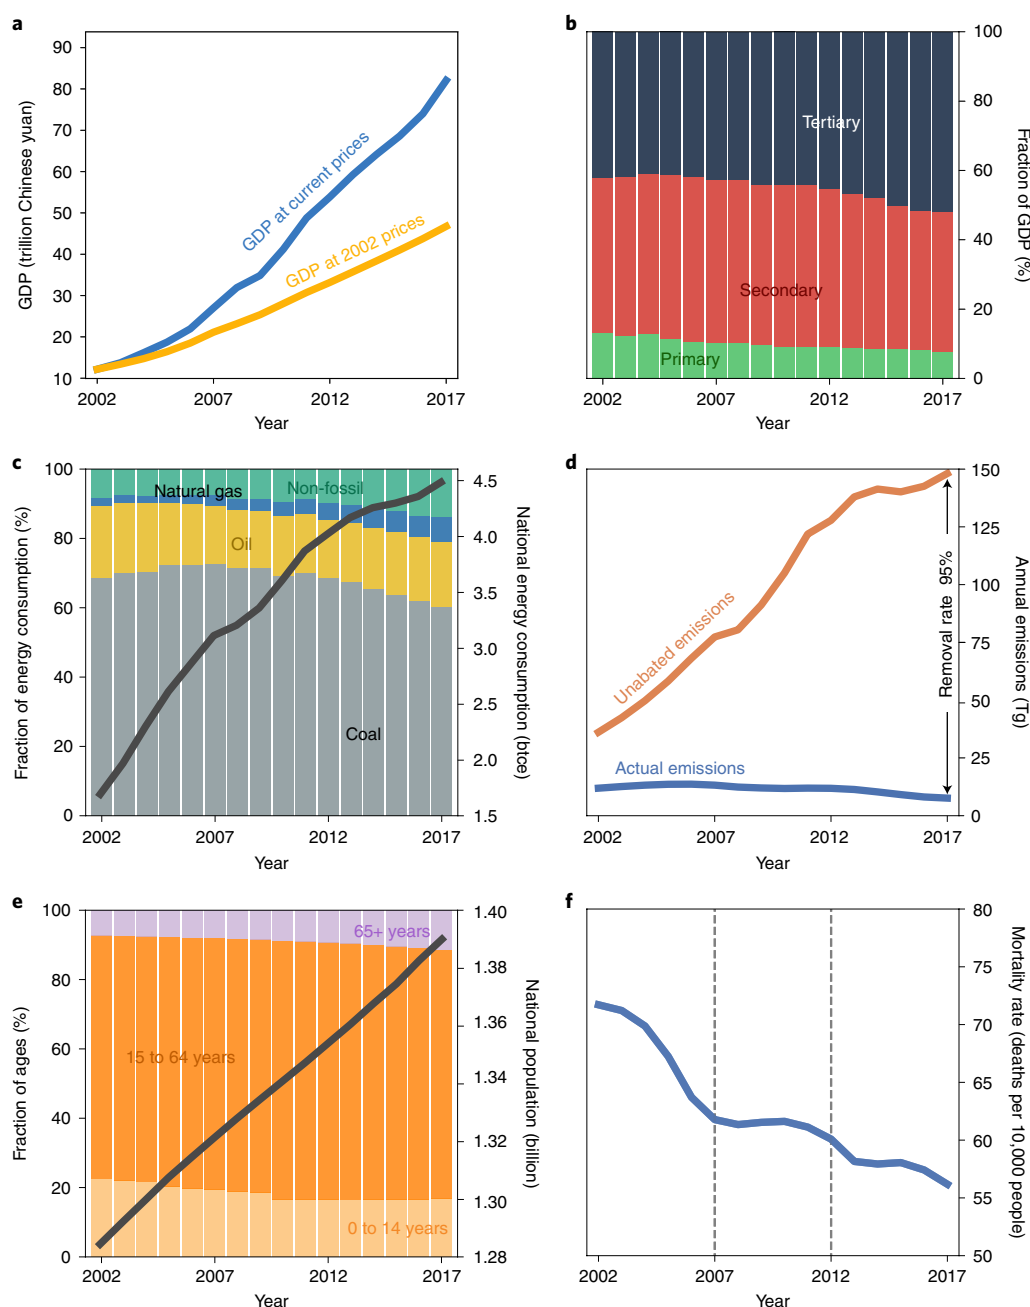 a
90
80
70
60
50
40
30
20
10
GDP (trillion Chinese yuan)
GDP at current prices
GDP at 2002 prices
2002 2007 2012 2017
Year
b
100
80
60
40
20
0
Fraction of GDP (%)
Tertiary
Secondary
Primary
2002 2007 2012 2017
Year
c
100
80
60
40
20
0
Fraction of energy consumption (%)
Natural gas
Non-fossil
Oil
Coal
4.5
4.0
3.5
3.0
2.5
2.0
1.5
National energy consumption (btce)
2002 2007 2012 2017
Year
d
150
125
100
75
50
25
0
Annual emissions (Tg)
Removal rate 95%
Unabated emissions
Actual emissions
2002 2007 2012 2017
Year
e
100
80
60
40
20
0
Fraction of ages (%)
65+ years
15 to 64 years
0 to 14 years
1.40
1.38
1.36
1.34
1.32
1.30
1.28
National population (billion)
2002 2007 2012 2017
Year
f
80
75
70
65
60
55
50
Mortality rate (deaths per 10,000 people)
2002 2007 2012 2017
Year